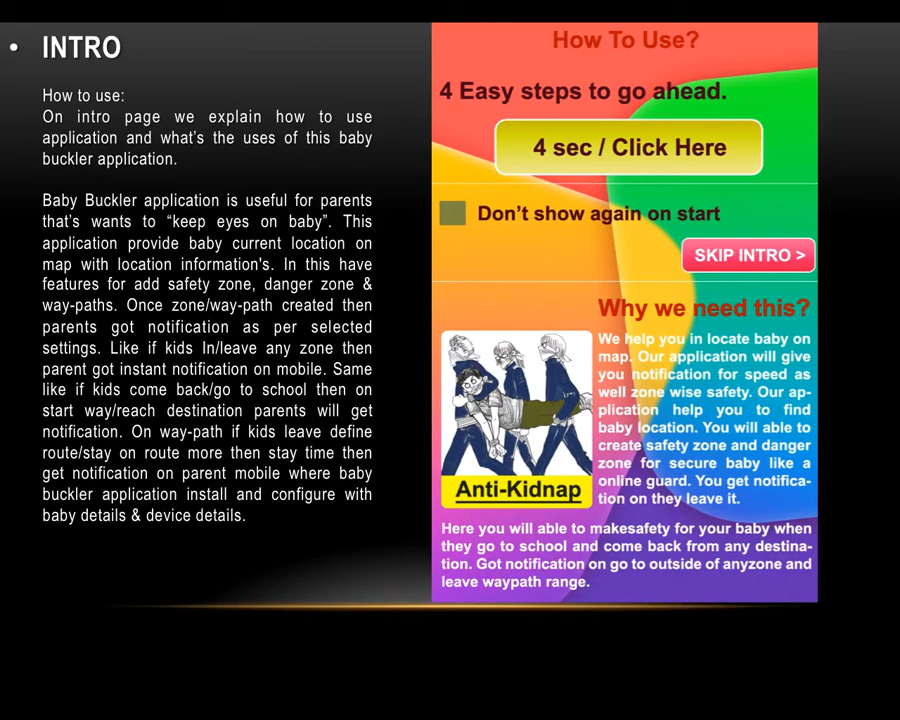 • INTRO
How to use:
On intro page we explain how to use
application and what's the uses of this baby
buckler application.
Baby Buckler application is useful for parents
that's wants to “keep eyes on baby”. This
application provide baby current location on
map with location information's. In this have
features for add safety zone, danger zone &
way-paths. Once zone/way-path created then
parents got notification as per selected
settings. Like if kids In/leave any zone then
parent got instant notification on mobile. Same
like if kids come back/go to school then on
start way/reach destination parents will get
notification. On way-path if kids leave define
route/stay on route more then stay time then
get notification on parent mobile where baby
buckler application install and configure with
baby details & device details.
How To Use?
4 Easy steps to go ahead.
4 sec / Click Here
Don't show again on start
SKIP INTRO >
Why we need this?
We help you in locate baby on
map. Our application will give
you notification for speed as
well zone wise safety. Our ap-
plication help you to find
baby location. You will able to
create safety zone and danger
zone for secure baby like a
online guard. You get notifica-
tion on they leave it.
Anti-Kidnap
Here you will able to makesafety for your baby when
they go to school and come back from any destina-
tion. Got notification on go to outside of anyzone and
leave waypath range.